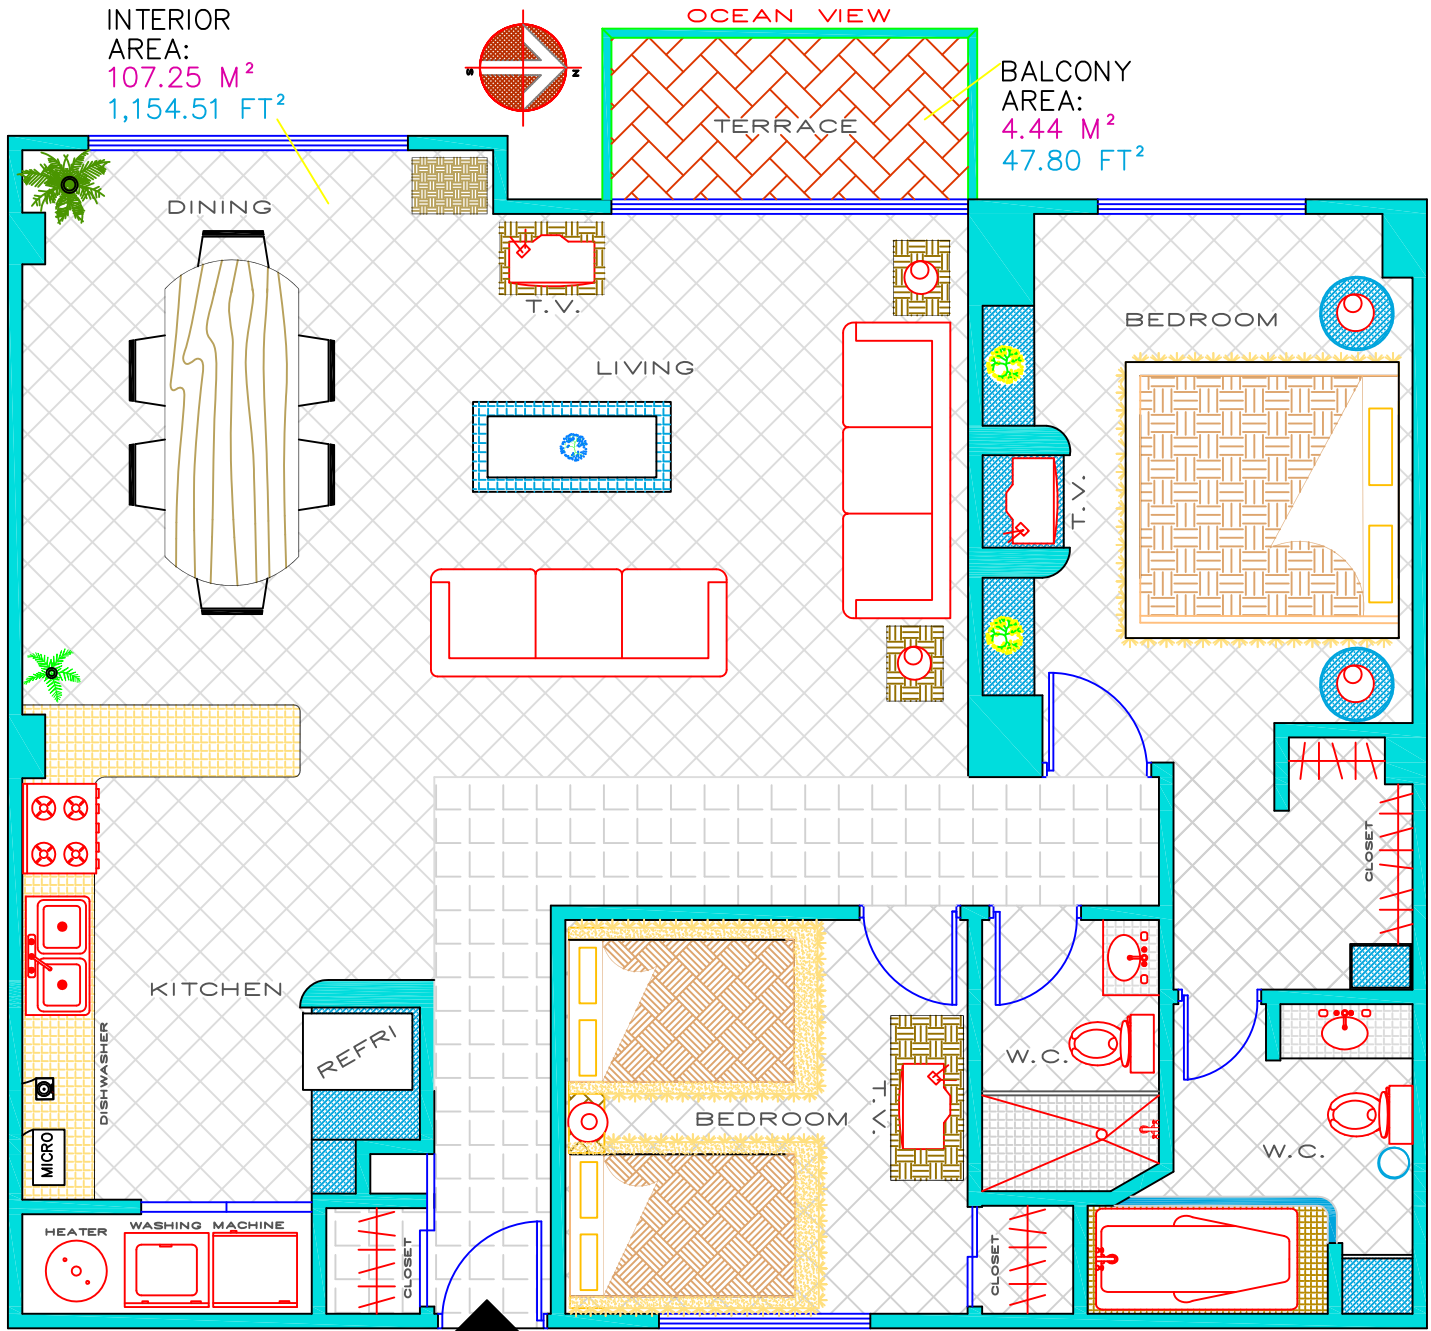 OCEAN VIEW
INTERIOR
AREA:
107.25 M²
1,154.51 FT²
S
N
BALCONY
AREA:
4.44 M²
47.80 FT²
TERRACE
DINING
T.V.
LIVING
BEDROOM
T.V.
CLOSET
KITCHEN
REFRI
DISHWASHER
MICRO
W.C.
BEDROOM
T.V.
W.C.
HEATER
WASHING MACHINE
CLOSET
CLOSET